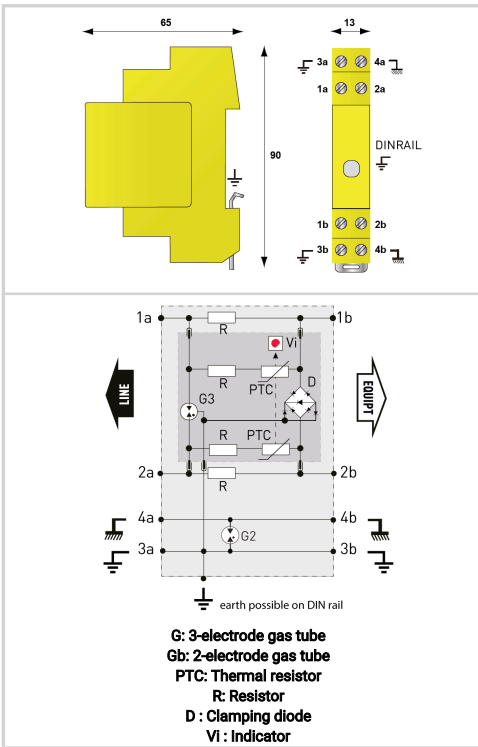 65
13
3a
4a
1a
2a
DINRAIL
90
1b
2b
3b
4b
1a
1b
R
Vi
R
PTC
D
G3
LINE
EQUIPT
R
PTC
2a
2b
R
4a
4b
G2
3a
3b
earth possible on DIN rail
G: 3-electrode gas tube
Gb: 2-electrode gas tube
PTC: Thermal resistor
R: Resistor
D : Clamping diode
Vi : Indicator